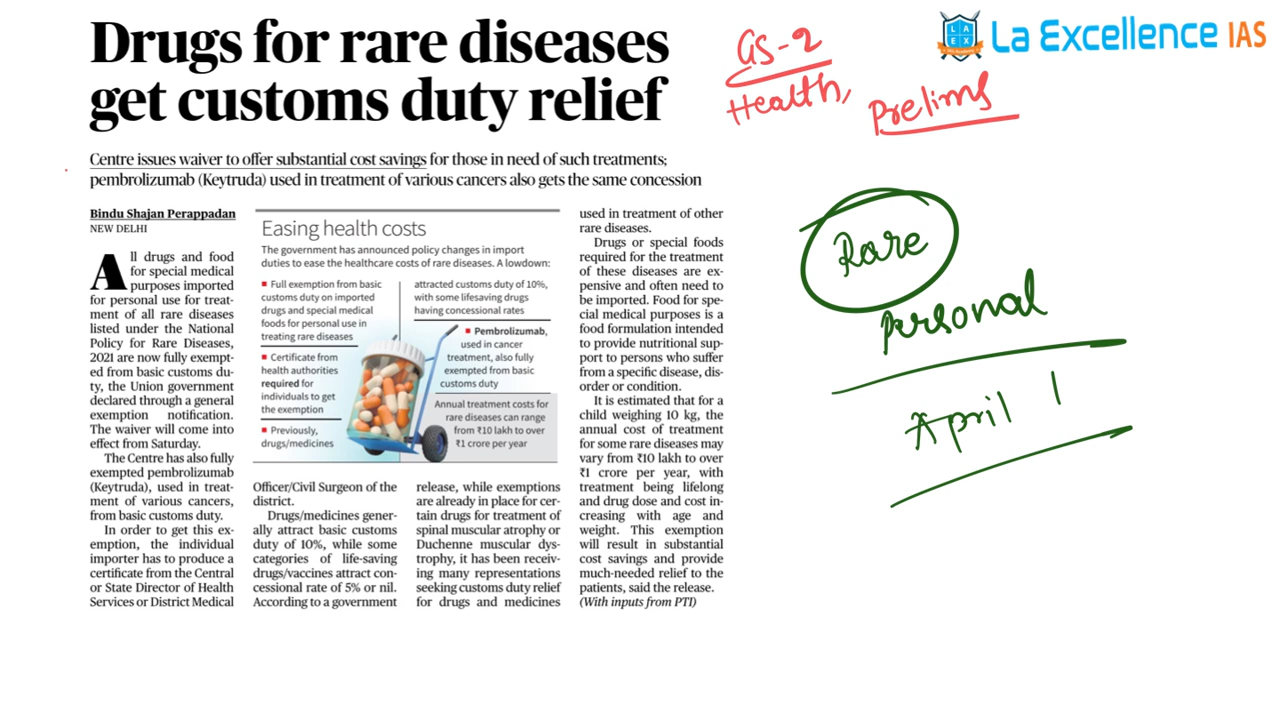 Drugs for rare diseases
get customs duty relief
Centre issues waiver to offer substantial cost savings for those in need of such treatments;
pembrolizumab (Keytruda) used in treatment of various cancers also gets the same concession
Bindu Shajan Perappadan
NEW DELHI
All drugs and food
for special medical
purposes imported
for personal use for treat-
ment of all rare diseases
listed under the National
Policy for Rare Diseases,
2021 are now fully exempt-
ed from basic customs du-
ty, the Union government
declared through a general
exemption notification.
The waiver will come into
effect from Saturday.
The Centre has also fully
exempted pembrolizumab
(Keytruda), used in treat-
ment of various cancers,
from basic customs duty.
In order to get this ex-
emption, the individual
importer has to produce a
certificate from the Central
or State Director of Health
Services or District Medical
Easing health costs
The government has announced policy changes in import
duties to ease the healthcare costs of rare diseases. A lowdown:
Full exemption from basic
customs duty on imported
drugs and special medical
foods for personal use in
treating rare diseases
Certificate from
health authorities
required for
individuals to get
the exemption
Previously,
drugs/medicines
attracted customs duty of 10%,
with some lifesaving drugs
having concessional rates
Pembrolizumab,
used in cancer
treatment, also fully
exempted from basic
customs duty
Annual treatment costs for
rare diseases can range
from ₹10 lakh to over
₹1 crore per year
Officer/Civil Surgeon of the
district.
Drugs/medicines gener-
ally attract basic customs
duty of 10%, while some
categories of life-saving
drugs/vaccines attract con-
cessional rate of 5% or nil.
According to a government
release, while exemptions
are already in place for cer-
tain drugs for treatment of
spinal muscular atrophy or
Duchenne muscular dys-
trophy, it has been receiv-
ing many representations
seeking customs duty relief
for drugs and medicines
used in treatment of other
rare diseases.
Drugs or special foods
required for the treatment
of these diseases are ex-
pensive and often need to
be imported. Food for spe-
cial medical purposes is a
food formulation intended
to provide nutritional sup-
port to persons who suffer
from a specific disease, dis-
order or condition.
It is estimated that for a
child weighing 10 kg, the
annual cost of treatment
for some rare diseases may
vary from ₹10 lakh to over
₹1 crore per year, with
treatment being lifelong
and drug dose and cost in-
creasing with age and
weight. This exemption
will result in substantial
cost savings and provide
much-needed relief to the
patients, said the release.
(With inputs from PTI)
GS-2
Health, Prelims
LA
EX
La Excellence IAS
Rare
Personal
April 1